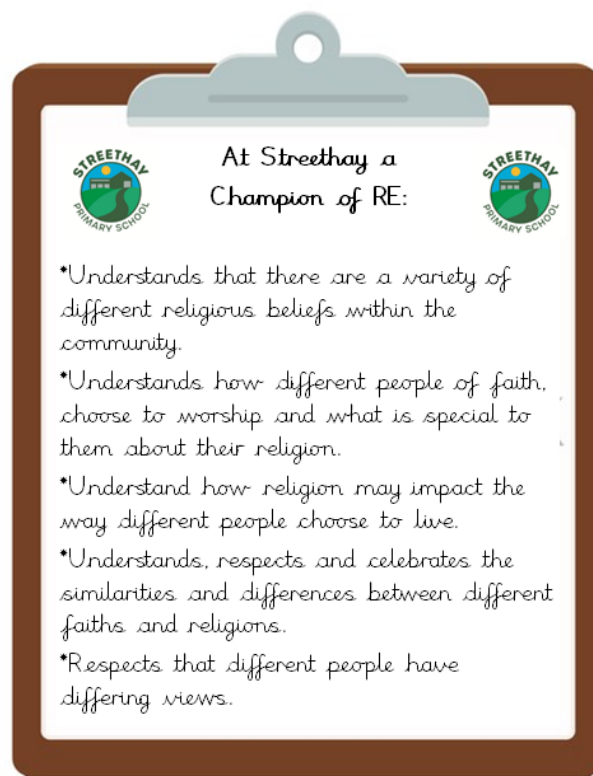 At Streethay a
Champion of RE:
STREETHAY
PRIMARY SCHOOL
STREETHAY
PRIMARY SCHOOL
*Understands that there are a variety of
different religious beliefs within the
community.
*Understands how different people of faith,
choose to worship and what is special to
them about their religion.
*Understand how religion may impact the
way different people choose to live.
*Understands, respects and celebrates the
similarities and differences between different
faiths and religions.
*Respects that different people have
differing views.